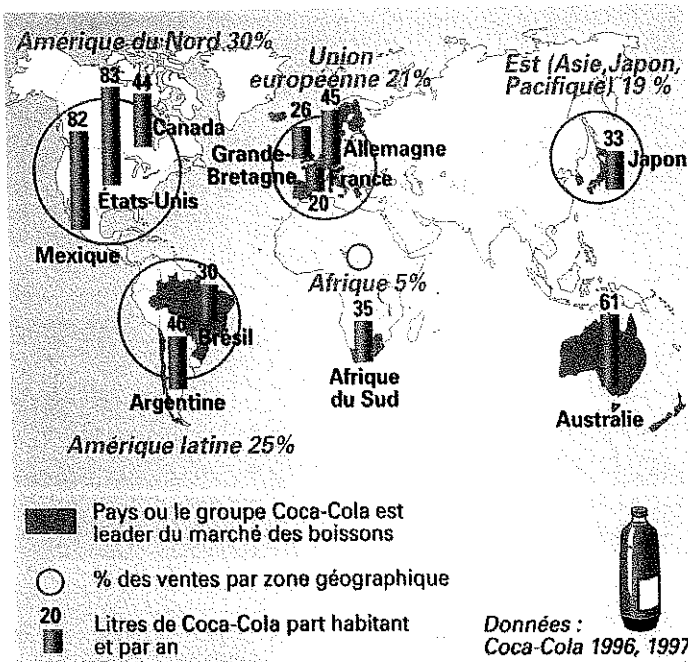 Amérique du Nord 30%
83
44
82
Canada
États-Unis
Mexique
Union
européenne 21%
45
26
Grande-
Bretagne
Allemagne
France
20
Est (Asie, Japon,
Pacifique) 19 %
33
Japon
Afrique 5%
35
Afrique
du Sud
30
Brésil
46
Argentine
Amérique latine 25%
61
Australie
Pays ou le groupe Coca-Cola est
leader du marché des boissons
% des ventes par zone géographique
20
Litres de Coca-Cola part habitant
et par an
Données :
Coca-Cola 1996, 1997